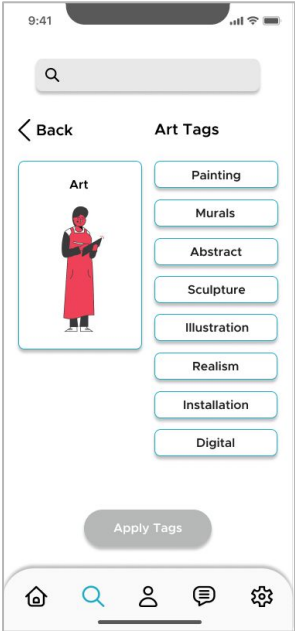 9:41
Back
Art Tags
Art
Painting
Murals
Abstract
Sculpture
Illustration
Realism
Installation
Digital
Apply Tags